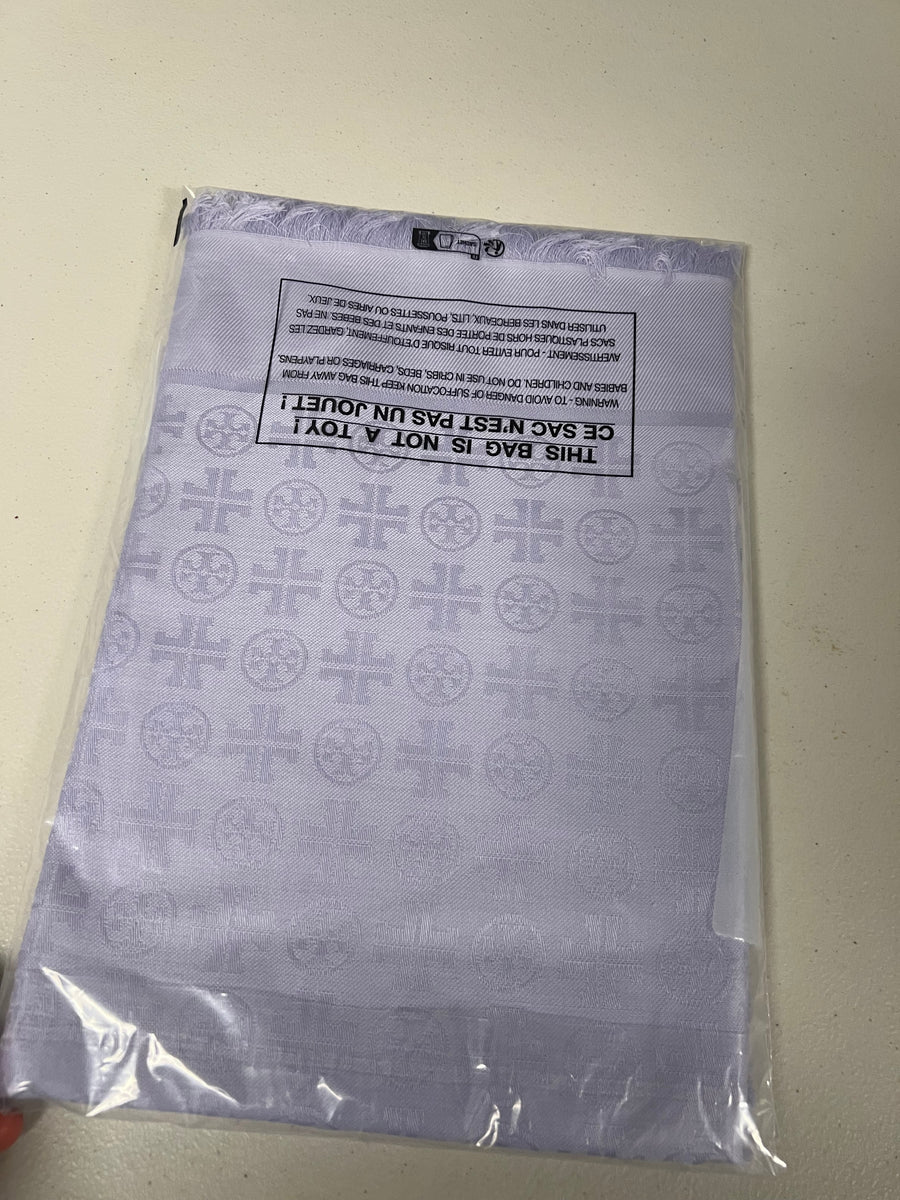 THIS BAG IS NOT A TOY !
CE SAC N'EST PAS UN JOUET !
WARNING - TO AVOID DANGER OF SUFFOCATION KEEP THIS BAG AWAY FROM
BABIES AND CHILDREN. DO NOT USE IN CRIBS, BEDS, CARRIAGES OR PLAYPENS.
AVERTISSEMENT - POUR EVITER TOUT RISQUE D'ETOUFFEMENT, GARDEZ LES
SACS PLASTIQUES HORS DE PORTEE DES ENFANTS ET DES BEBES. NE PAS
UTILISER DANS LES BERCEAUX, LITS, POUSSETTES OU AIRES DE JEUX.